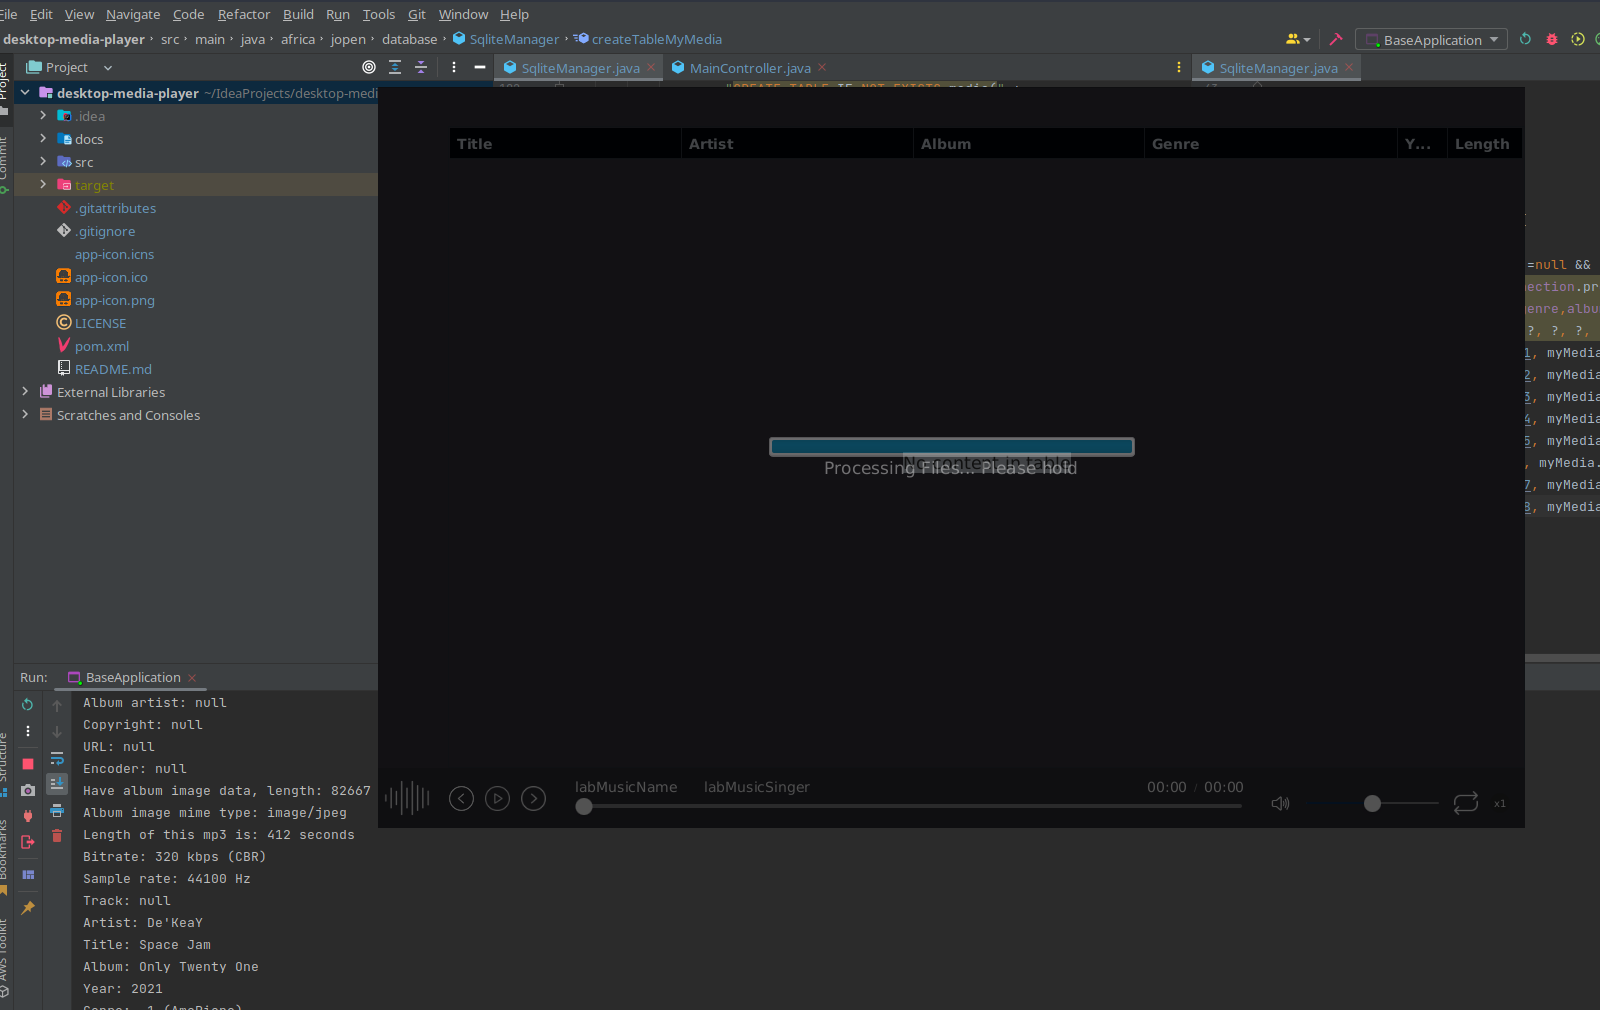 File Edit View Navigate Code Refactor Build Run Tools Git Window Help
desktop-media-player › src › main › java › africa › jopen › database › SqliteManager › createTableMyMedia
BaseApplication
Project
SqliteManager.java
MainController.java
SqliteManager.java
Project
Commit
desktop-media-player ~/IdeaProjects/desktop-medi
.idea
docs
src
target
.gitattributes
.gitignore
app-icon.icns
app-icon.ico
app-icon.png
LICENSE
pom.xml
README.md
External Libraries
Scratches and Consoles
Title Artist Album Genre Y... Length
No content in table
Processing Files... Please hold
labMusicName labMusicSinger 00:00 / 00:00 x1
=null &&
ection.pr
enre,albu
?, ?, ?,
1, myMedia
2, myMedia
3, myMedia
4, myMedia
5, myMedia
, myMedia.
7, myMedia
8, myMedia
Run: BaseApplication
Structure
Bookmarks
AWS Toolkit
Album artist: null
Copyright: null
URL: null
Encoder: null
Have album image data, length: 82667
Album image mime type: image/jpeg
Length of this mp3 is: 412 seconds
Bitrate: 320 kbps (CBR)
Sample rate: 44100 Hz
Track: null
Artist: De'KeaY
Title: Space Jam
Album: Only Twenty One
Year: 2021